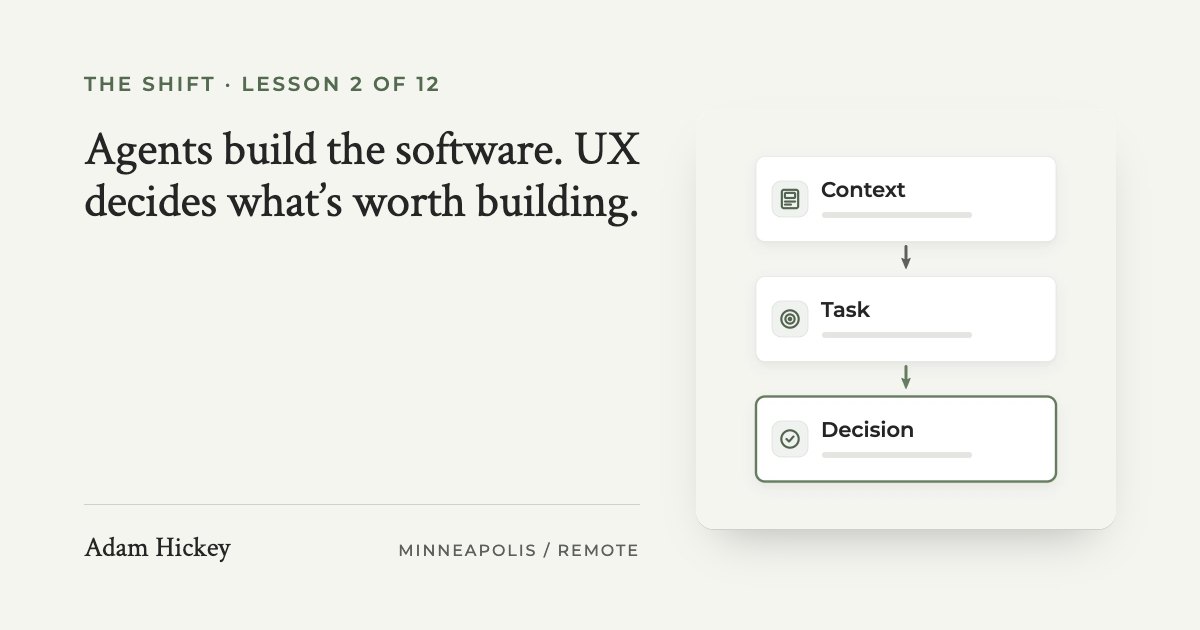 THE SHIFT · LESSON 2 OF 12
Agents build the software. UX
decides what’s worth building.
Context
Task
Decision
Adam Hickey
MINNEAPOLIS / REMOTE